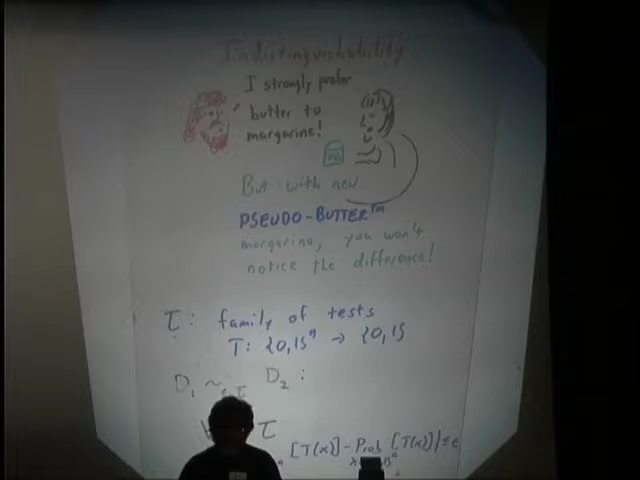 Indistinguishability
I strongly prefer
butter to
margarine!
But with new
PSEUDO-BUTTER™
margarine, you won't
notice the difference!
τ: family of tests
T: {0,1}ⁿ → {0,1}
D₁ ~ε,τ D₂ :
∀ τ
[T(x)] - Prob [T(x)]| ≤ ε